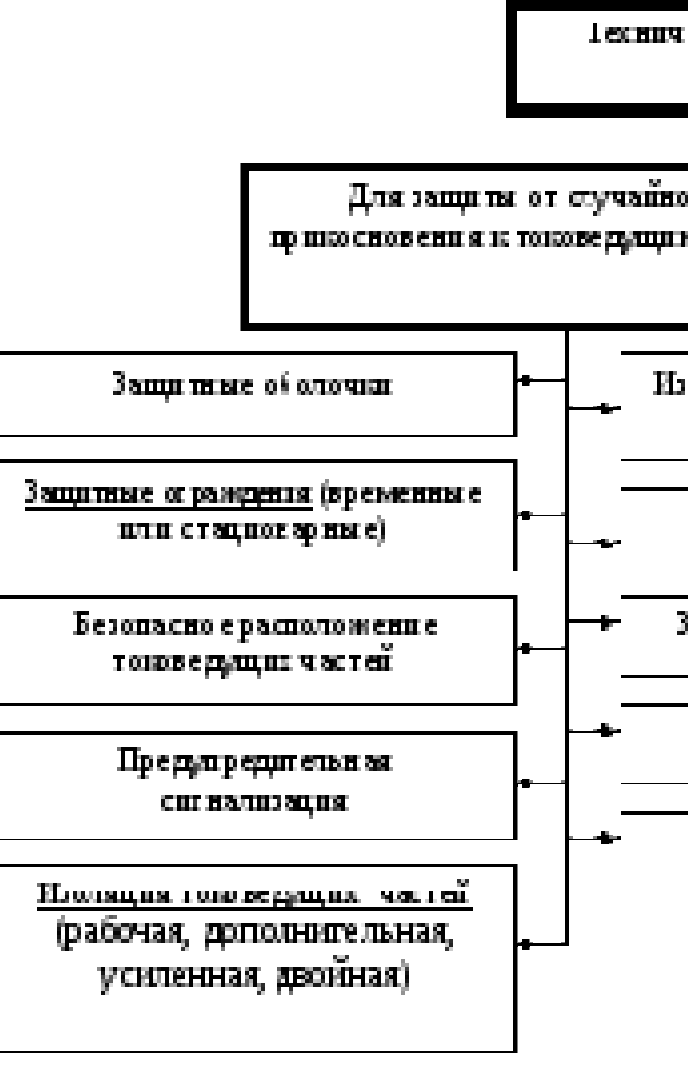 Технич
Для защиты от случайно
прикосновения к токоведущи
Защитные оболочки
Из
Защитные ограждения (временные
или стационарные)
Безопасное расположение
токоведущих частей
З
Предупредительная
сигнализация
Изоляция токоведущих частей
(рабочая, дополнительная,
усиленная, двойная)